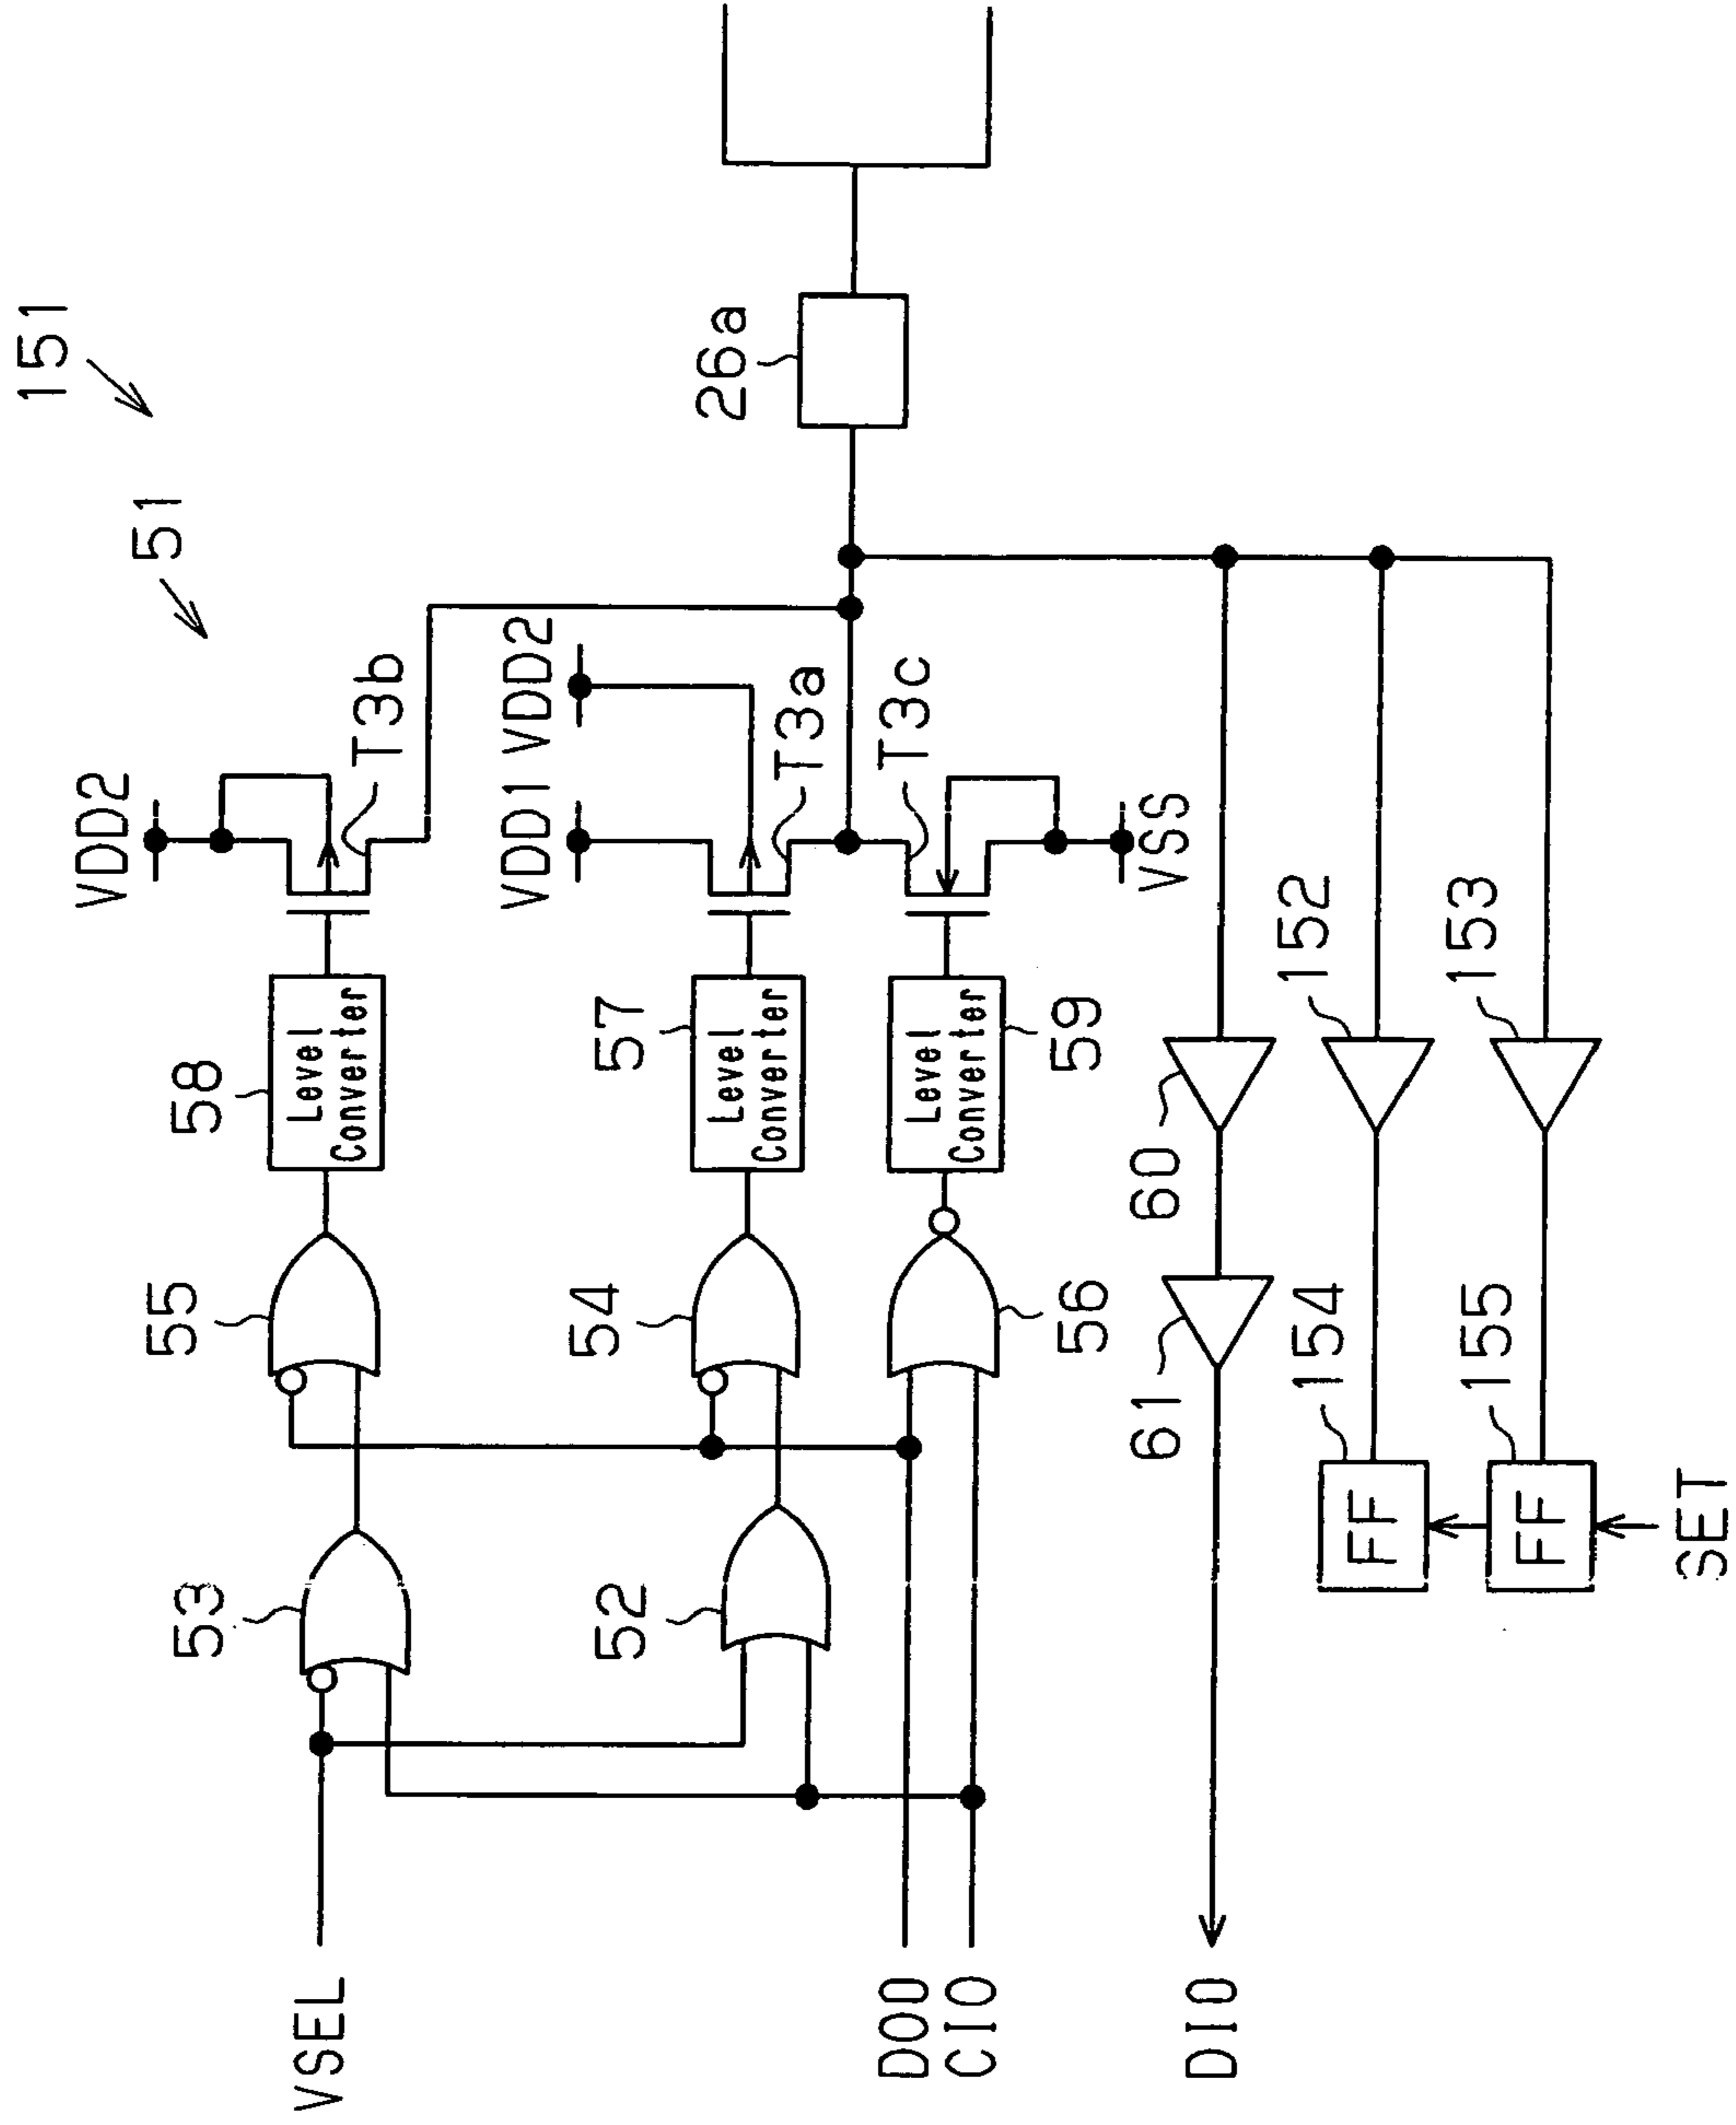 151
51
VDD2
T3b
58
Level
Converter
55
53
VSEL
VDD1
VDD2
T3a
57
Level
Converter
54
52
26a
T3c
VSS
59
Level
Converter
56
DO0
CI0
60
61
DI0
152
154
FF
153
155
FF
SET